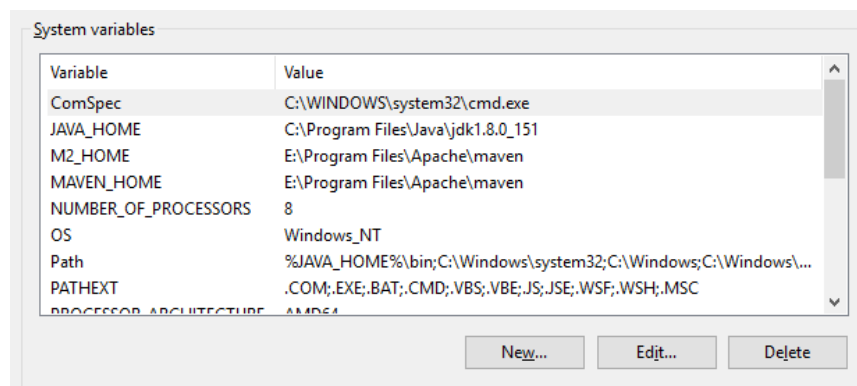 System variables
Variable Value
ComSpec C:\WINDOWS\system32\cmd.exe
JAVA_HOME C:\Program Files\Java\jdk1.8.0_151
M2_HOME E:\Program Files\Apache\maven
MAVEN_HOME E:\Program Files\Apache\maven
NUMBER_OF_PROCESSORS 8
OS Windows_NT
Path %JAVA_HOME%\bin;C:\Windows\system32;C:\Windows;C:\Windows\...
PATHEXT .COM;.EXE;.BAT;.CMD;.VBS;.VBE;.JS;.JSE;.WSF;.WSH;.MSC
PROCESSOR_ARCHITECTURE AMD64
New... Edit... Delete